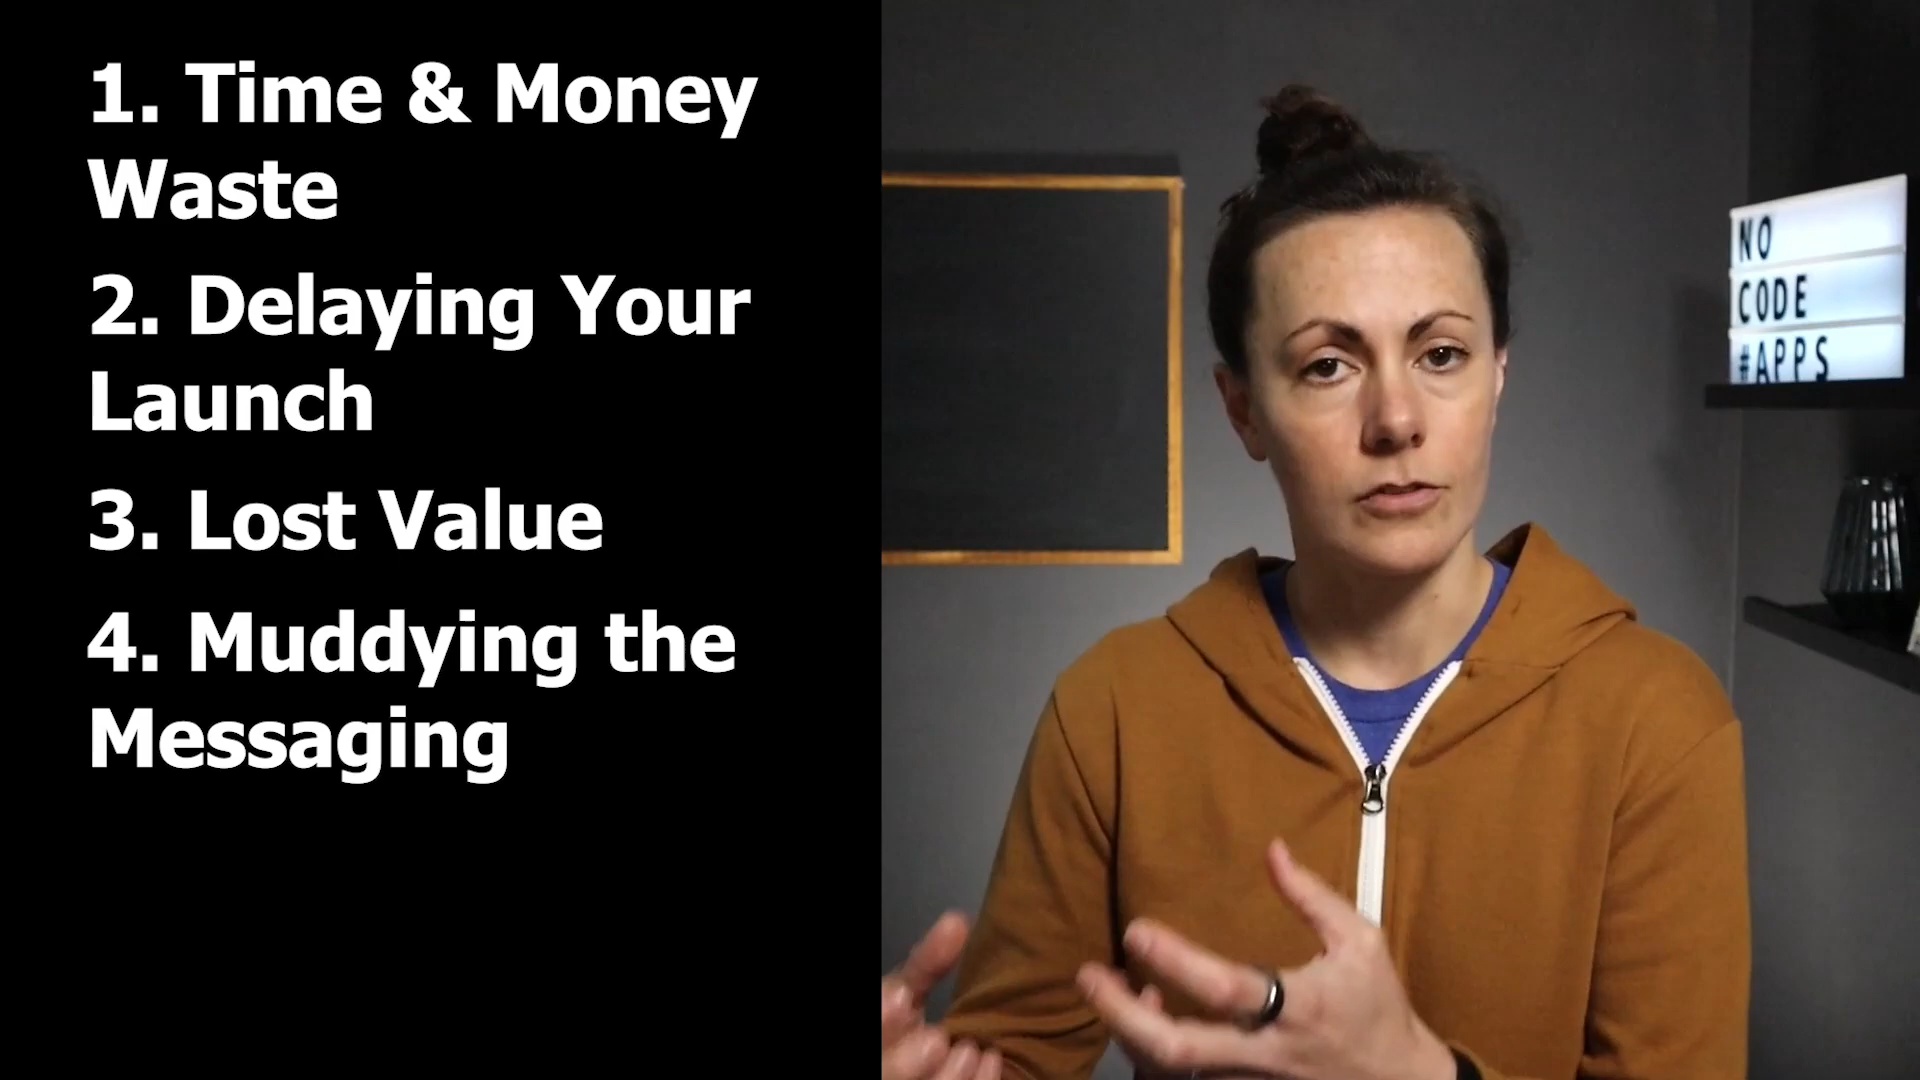 1. Time & Money
Waste
2. Delaying Your
Launch
3. Lost Value
4. Muddying the
Messaging
NO
CODE
#APPS